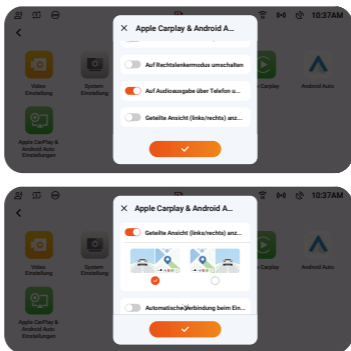 10:37AM
Apple Carplay & Android A...
Auf Rechtslenkermodus umschalten
Auf Audioausgabe über Telefon u...
Geteilte Ansicht (links/rechts) anz...
Video
Einstellung
System
Einstellung
Carplay
Android Auto
Apple CarPlay &
Android Auto
Einstellungen
10:37AM
Apple Carplay & Android A...
Geteilte Ansicht (links/rechts) anz...
Automatische Verbindung beim Ein...
Video
Einstellung
System
Einstellung
Carplay
Android Auto
Apple CarPlay &
Android Auto
Einstellungen